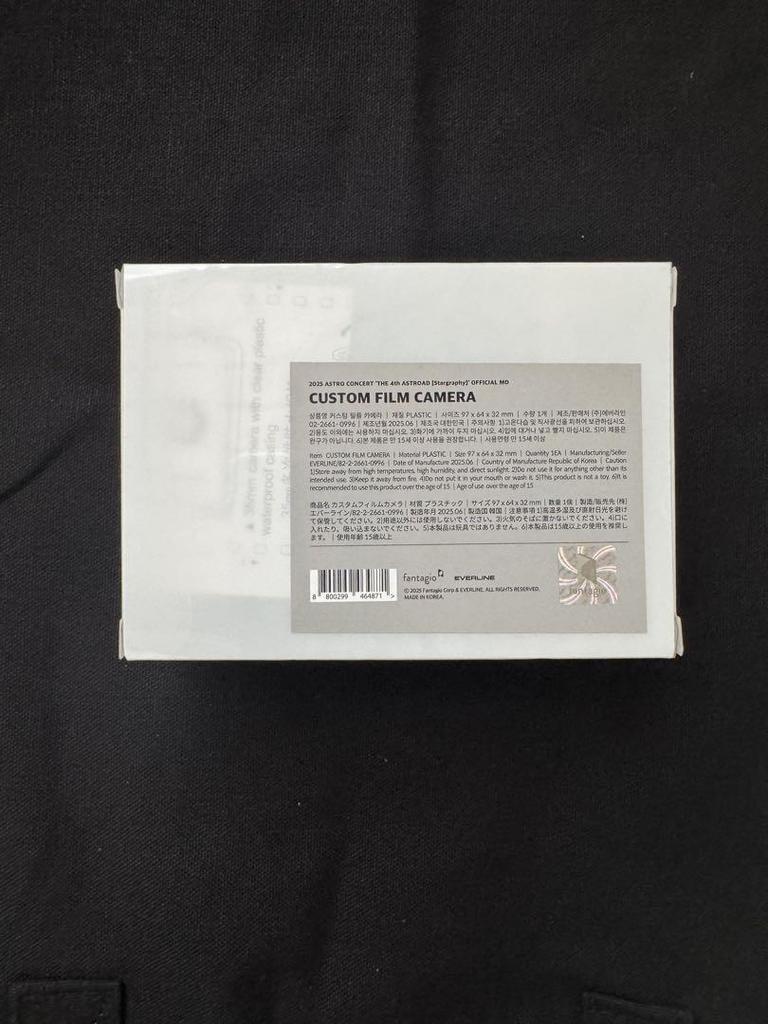 2025 ASTRO CONCERT 'THE 4th ASTROAD [Stargraphy]' OFFICIAL MD
CUSTOM FILM CAMERA
상품명 커스텀 필름 카메라 | 재질 PLASTIC | 사이즈 97 x 64 x 32 mm | 수량 1개 | 제조/판매처 (주)에버라인
02-2661-0996 | 제조년월 2025.06 | 제조국 대한민국 | 주의사항 1)고온다습 및 직사광선을 피하여 보관하십시오.
2)용도 이외에는 사용하지 마십시오. 3)화기에 가까이 두지 마십시오. 4)입에 대거나 넣고 빨지 마십시오. 5)이 제품은
완구가 아닙니다. 6)본 제품은 만 15세 이상 사용을 권장합니다. | 사용연령 만 15세 이상
Item CUSTOM FILM CAMERA | Material PLASTIC | Size 97 x 64 x 32 mm | Quantity 1EA | Manufacturing/Seller
EVERLINE/82-2-2661-0996 | Date of Manufacture 2025.06 | Country of Manufacture Republic of Korea | Caution
1)Store away from high temperatures, high humidity, and direct sunlight. 2)Do not use it for anything other than its
intended use. 3)Keep it away from fire. 4)Do not put it in your mouth or wash it. 5)This product is not a toy. 6)It is
recommended to use this product over the age of 15 | Age of use over the age of 15
商品名 カスタムフィルムカメラ | 材質 プラスチック | サイズ 97 x 64 x 32 mm | 数量 1個 | 製造/販売先 (株)
エバーライン/82-2-2661-0996 | 製造年月 2025.06 | 製造国 韓国 | 注意事項 1)高温多湿及び直射日光を避け
て保管してください。2)用途以外には使用しないでください。3)火気のそばに置かないでください。4)口に
入れたり、吸い込まないでください。5)本製品は玩具ではありません。6)本製品は15歳以上の使用を推奨し
ます。 | 使用年齢 15歳以上
8 800299 464871 >
fantagio EVERLINE
© 2025 Fantagio Corp & EVERLINE. ALL RIGHTS RESERVED.
MADE IN KOREA.
fantagio
35mm camera with clear plastic
waterproof casing